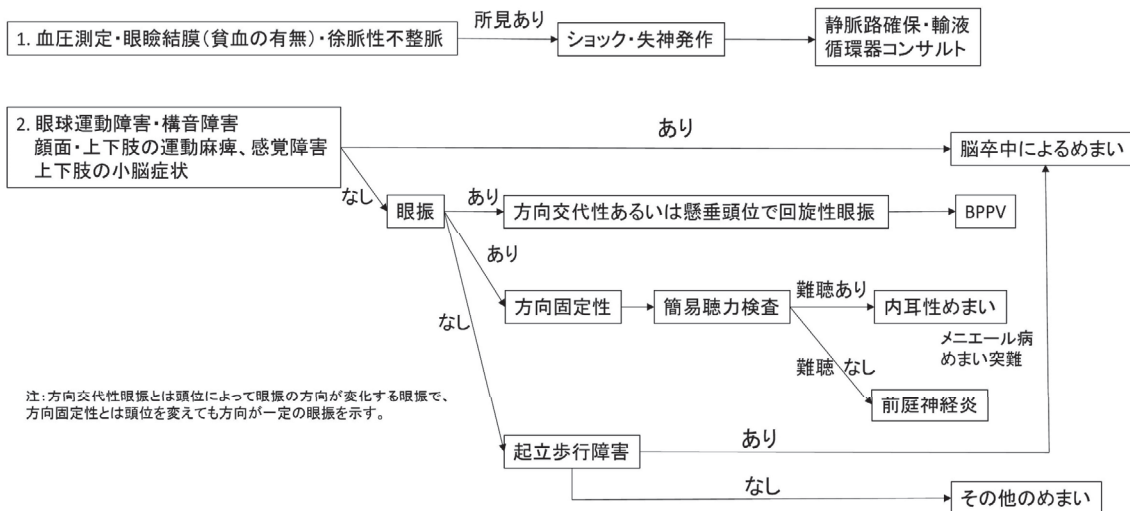 所見あり
1. 血圧測定・眼瞼結膜(貧血の有無)・徐脈性不整脈
ショック・失神発作
静脈路確保・輸液
循環器コンサルト
2. 眼球運動障害・構音障害
顔面・上下肢の運動麻痺、感覚障害
上下肢の小脳症状
あり
脳卒中によるめまい
なし
眼振
あり
方向交代性あるいは懸垂頭位で回旋性眼振
BPPV
あり
方向固定性
簡易聴力検査
難聴あり
内耳性めまい
メニエール病
めまい突難
難聴 なし
前庭神経炎
なし
注:方向交代性眼振とは頭位によって眼振の方向が変化する眼振で、
方向固定性とは頭位を変えても方向が一定の眼振を示す。
起立歩行障害
あり
なし
その他のめまい